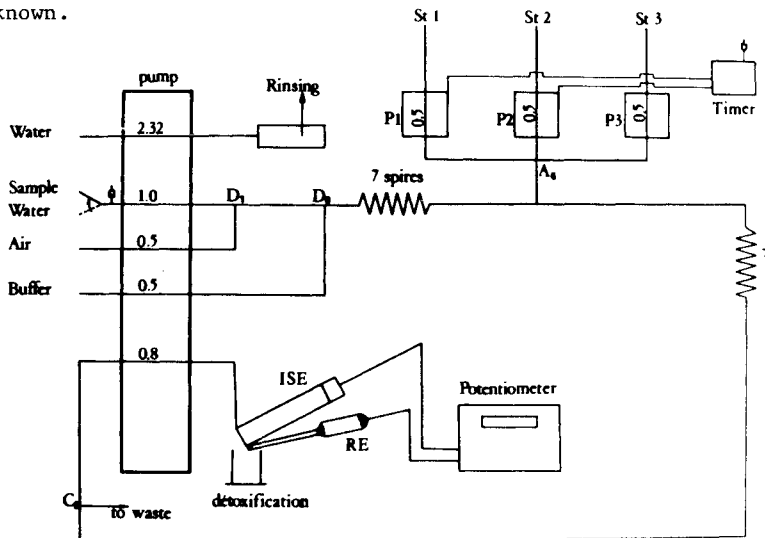 known.
St 1
St 2
St 3
pump
Rinsing
P1
0.5
P2
0.5
P3
0.5
Timer
Water
2.32
A₄
7 spires
Sample
Water
1.0
D₁
Air
0.5
Buffer
0.5
0.8
ISE
RE
Potentiometer
détoxification
to waste